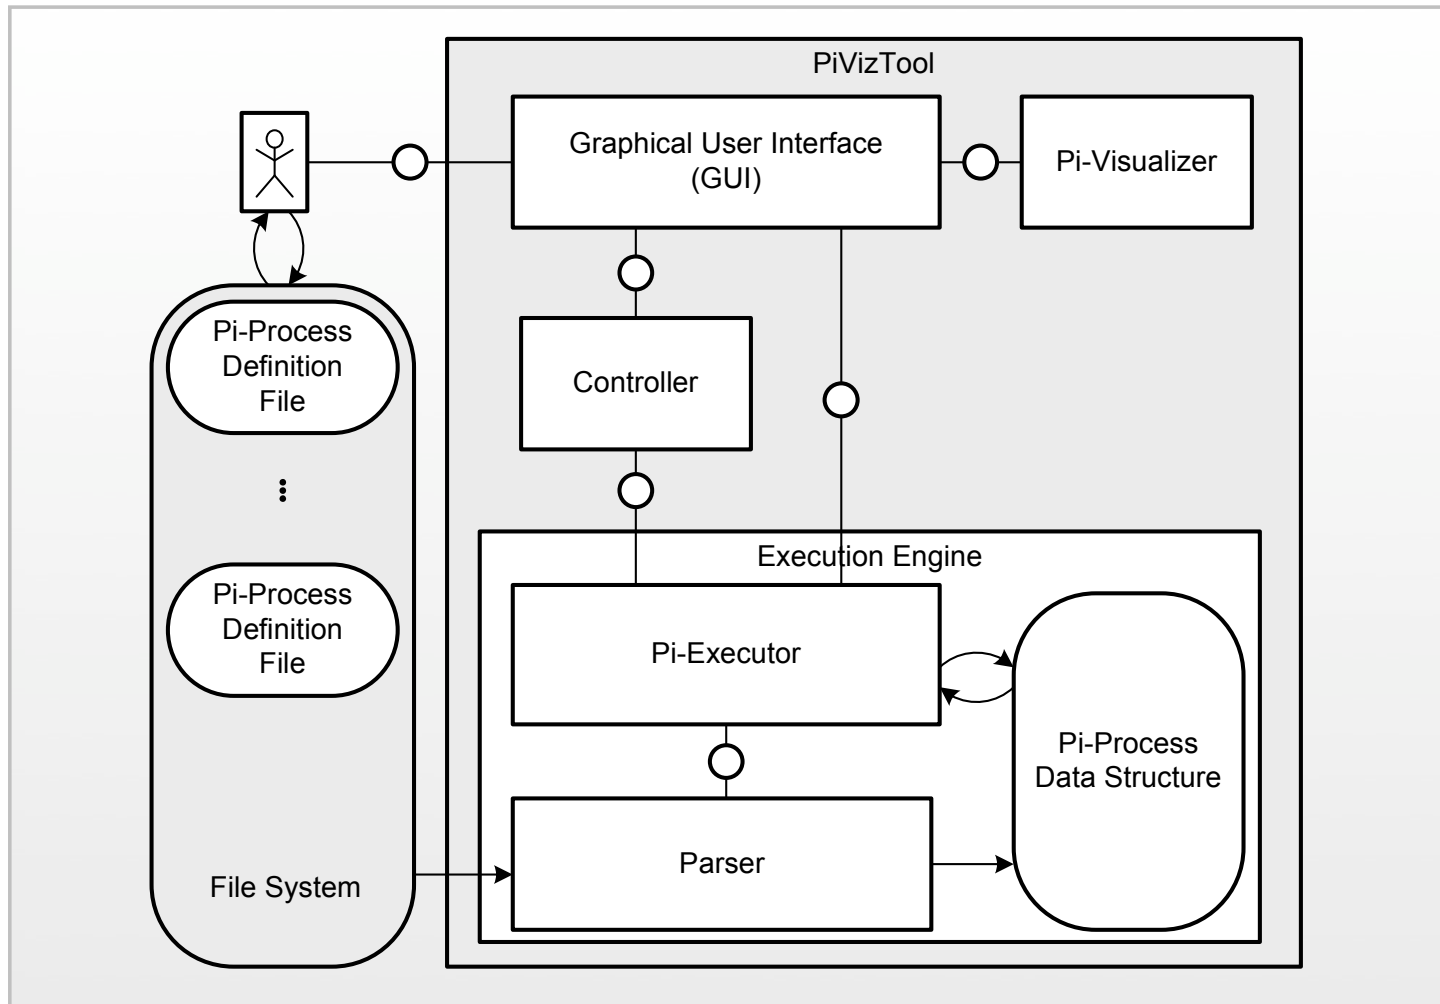 PiVizTool
Graphical User Interface
(GUI)
Pi-Visualizer
Pi-Process
Definition
File
Controller
Pi-Process
Definition
File
Execution Engine
Pi-Executor
Pi-Process
Data Structure
Parser
File System